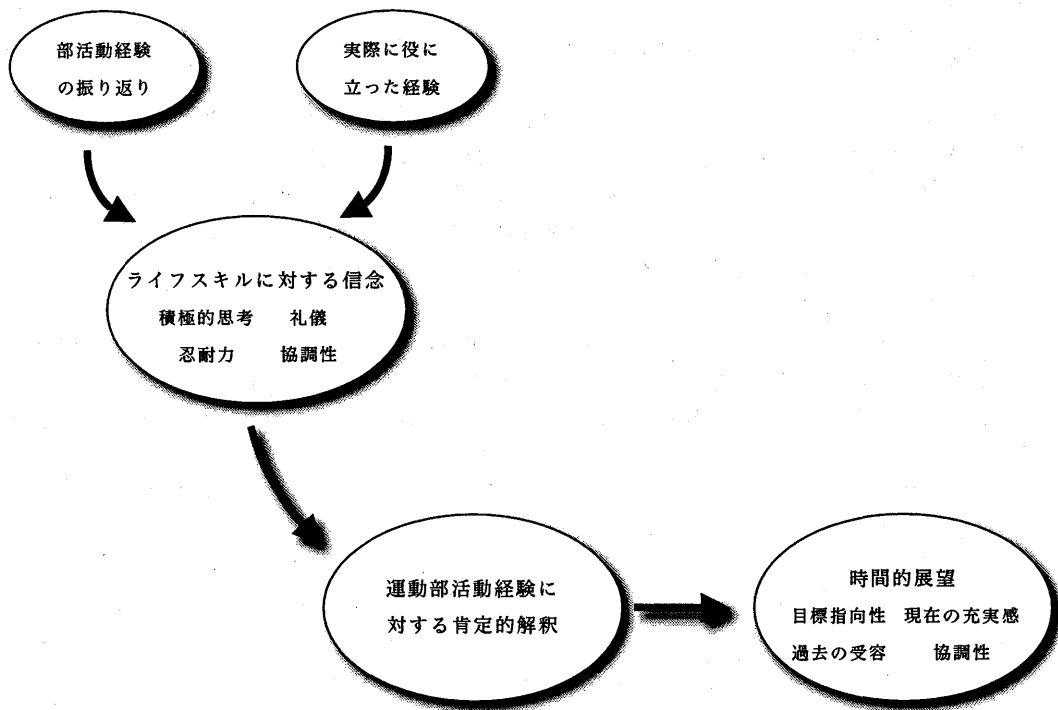 部活動経験
の振り返り
実際に役に
立った経験
ライフスキルに対する信念
積極的思考 礼儀
忍耐力 協調性
運動部活動経験に
対する肯定的解釈
時間的展望
目標指向性 現在の充実感
過去の受容 協調性